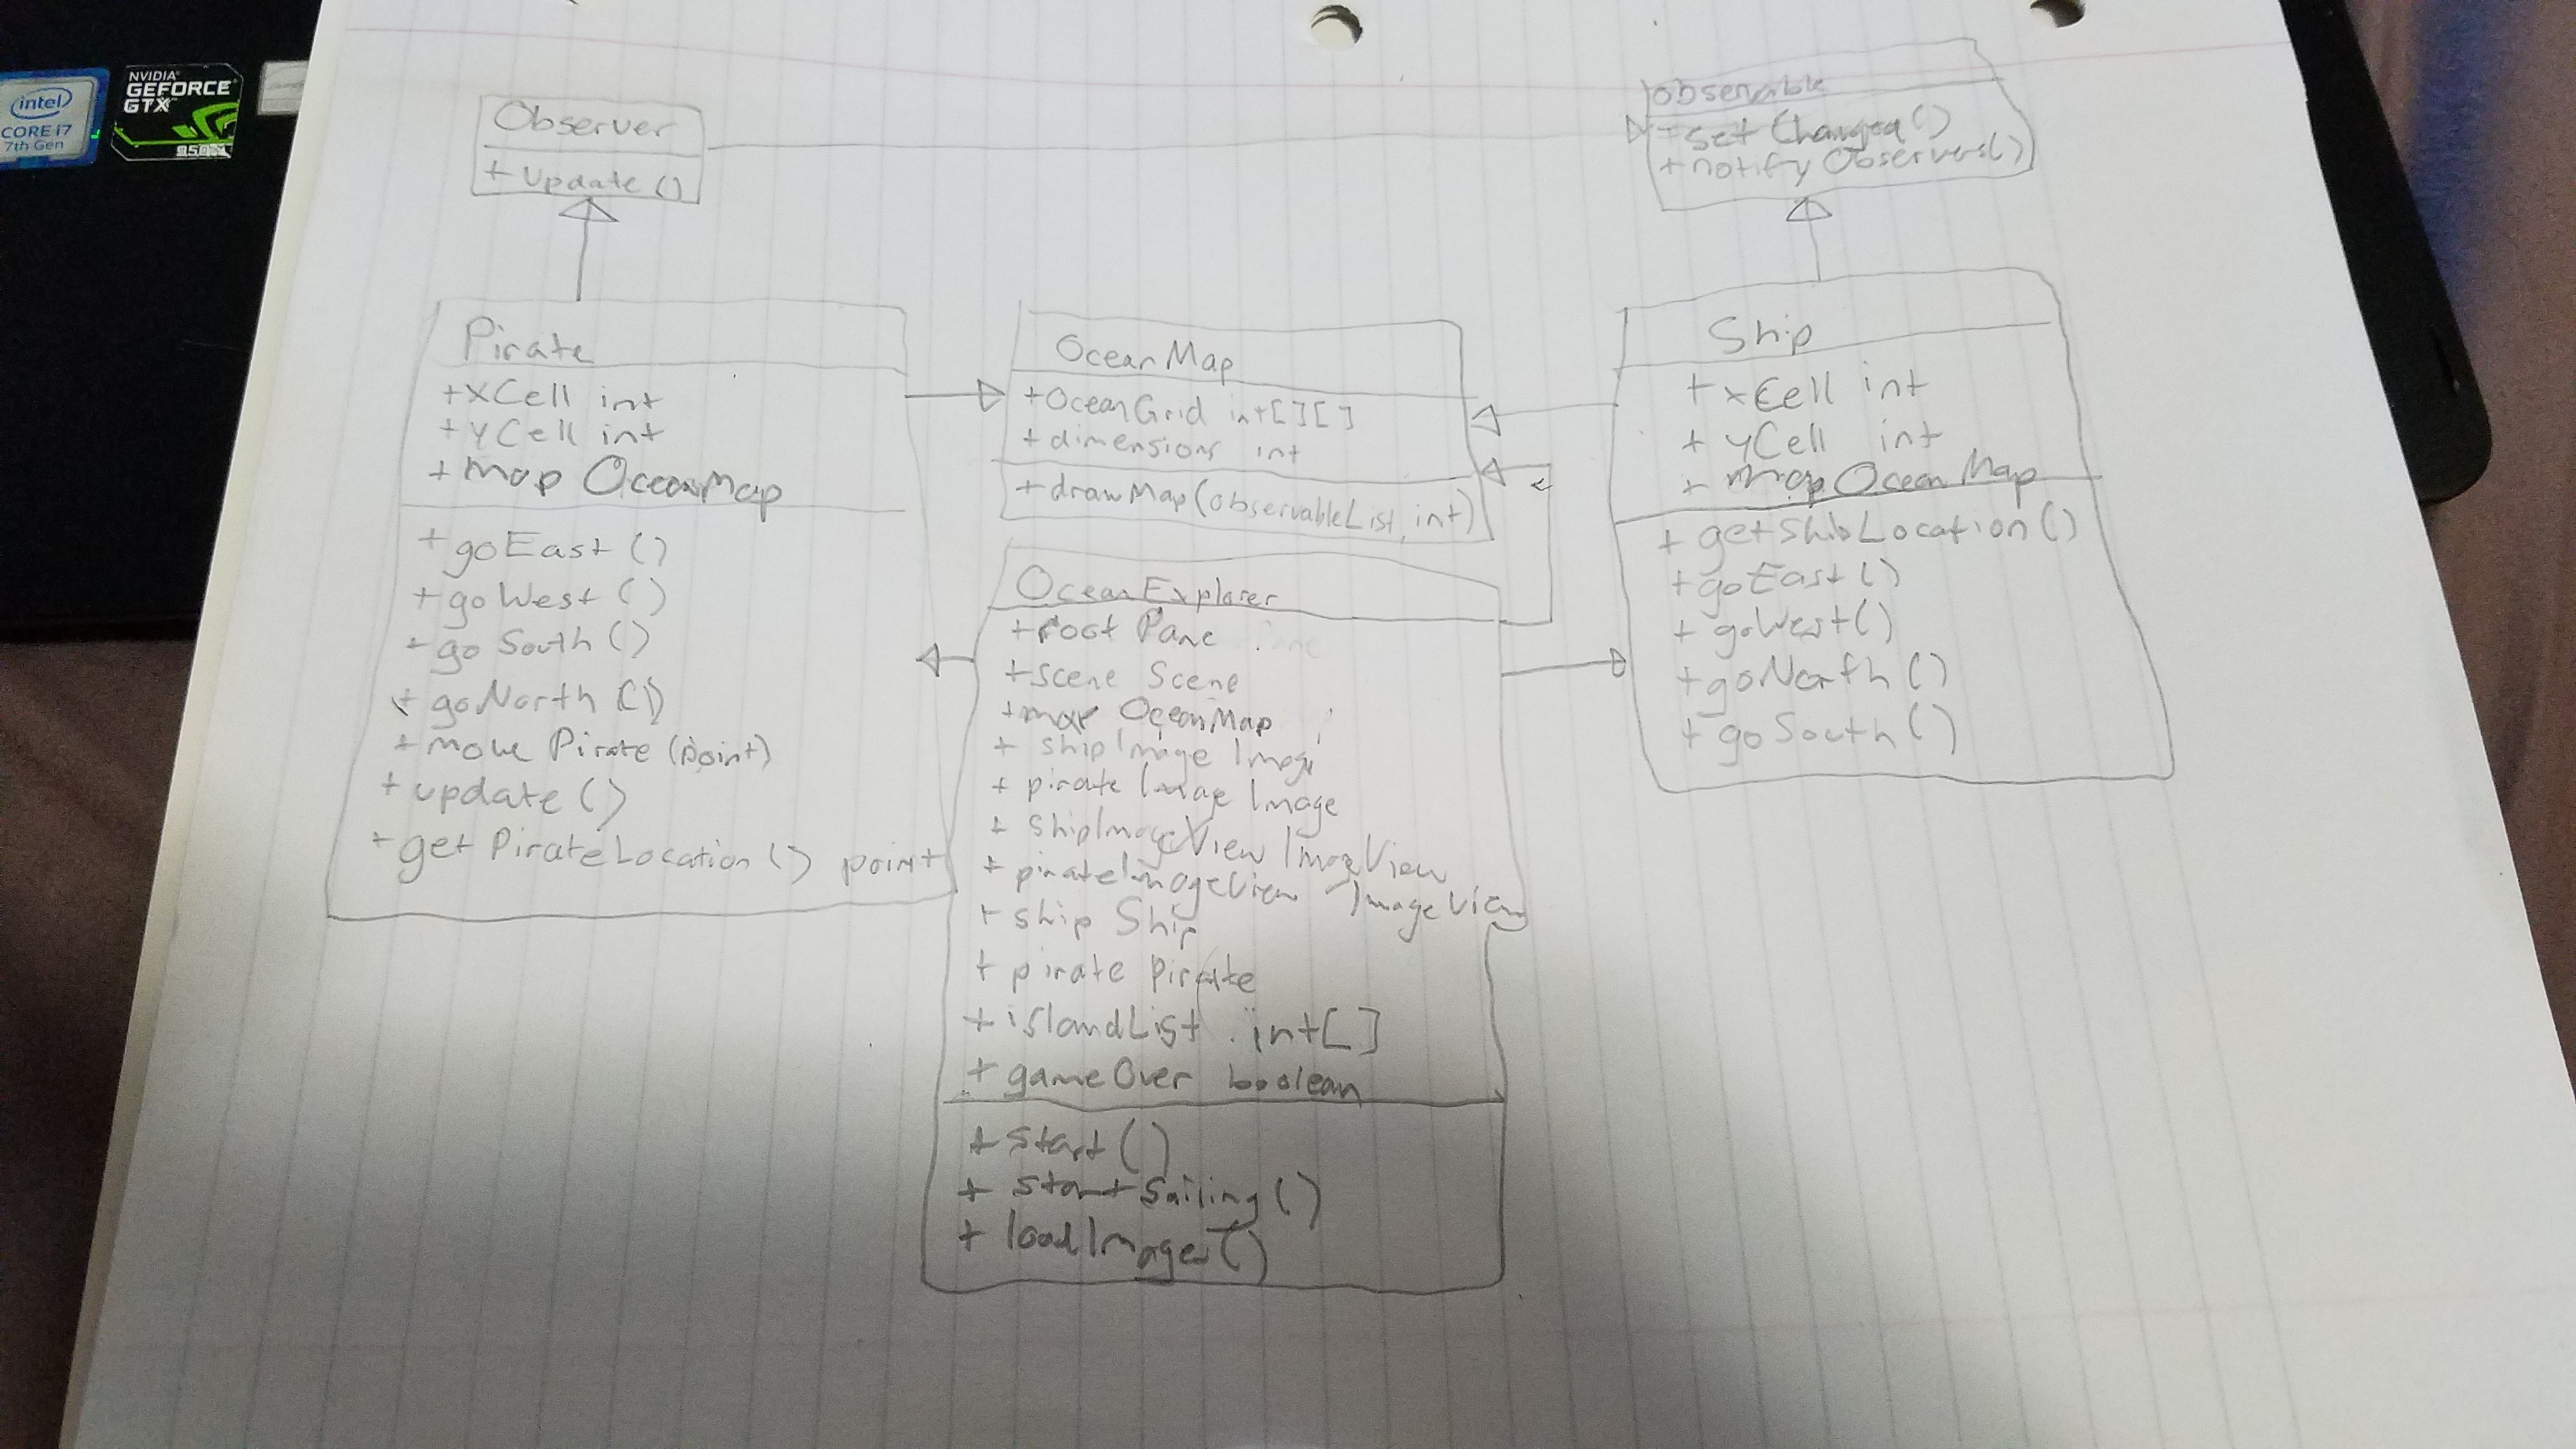 intel
CORE i7
7th Gen
NVIDIA
GEFORCE
GTX
Observer
+ update ()
observable
+ set Changed ()
+ notify Observers()
Pirate
+XCell int
+YCell int
+ map OceanMap
+ goEast ()
+ goWest ()
+ go South ()
+ goNorth ()
+ move Pirate (point)
+ update ()
+ get PirateLocation () point
OceanMap
+OceanGrid int[][]
+dimensions int
+drawMap(observableList, int)
OceanExplorer
+root Pane
+scene Scene
+map OceanMap
+ shipImage Image
+ pirateImage Image
+ shipImageView ImageView
+ pirateImageView ImageView
+ ship Ship
+ pirate pirate
+ islandList int[]
+ gameOver boolean
+ start ()
+ startSailing ()
+ loadImages()
Ship
+ xCell int
+ yCell int
+ map Ocean Map
+ getShipLocation ()
+goEast ()
+ goWest()
+goNorth ()
+ goSouth ()